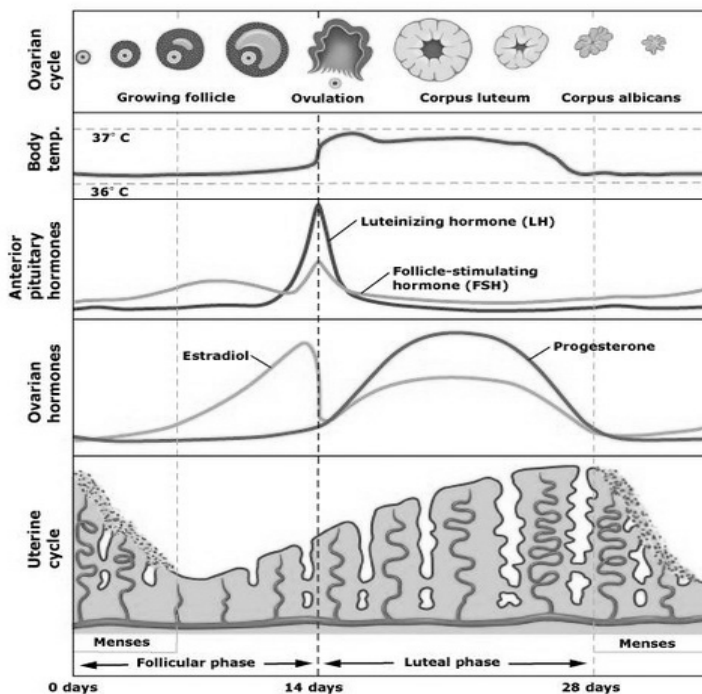 Ovarian
cycle
Growing follicle
Ovulation
Corpus luteum
Corpus albicans
Body
temp.
37° C
36° C
Anterior
pituitary
hormones
Luteinizing hormone (LH)
Follicle-stimulating
hormone (FSH)
Ovarian
hormones
Estradiol
Progesterone
Uterine
cycle
Menses
Menses
Follicular phase
Luteal phase
0 days
14 days
28 days